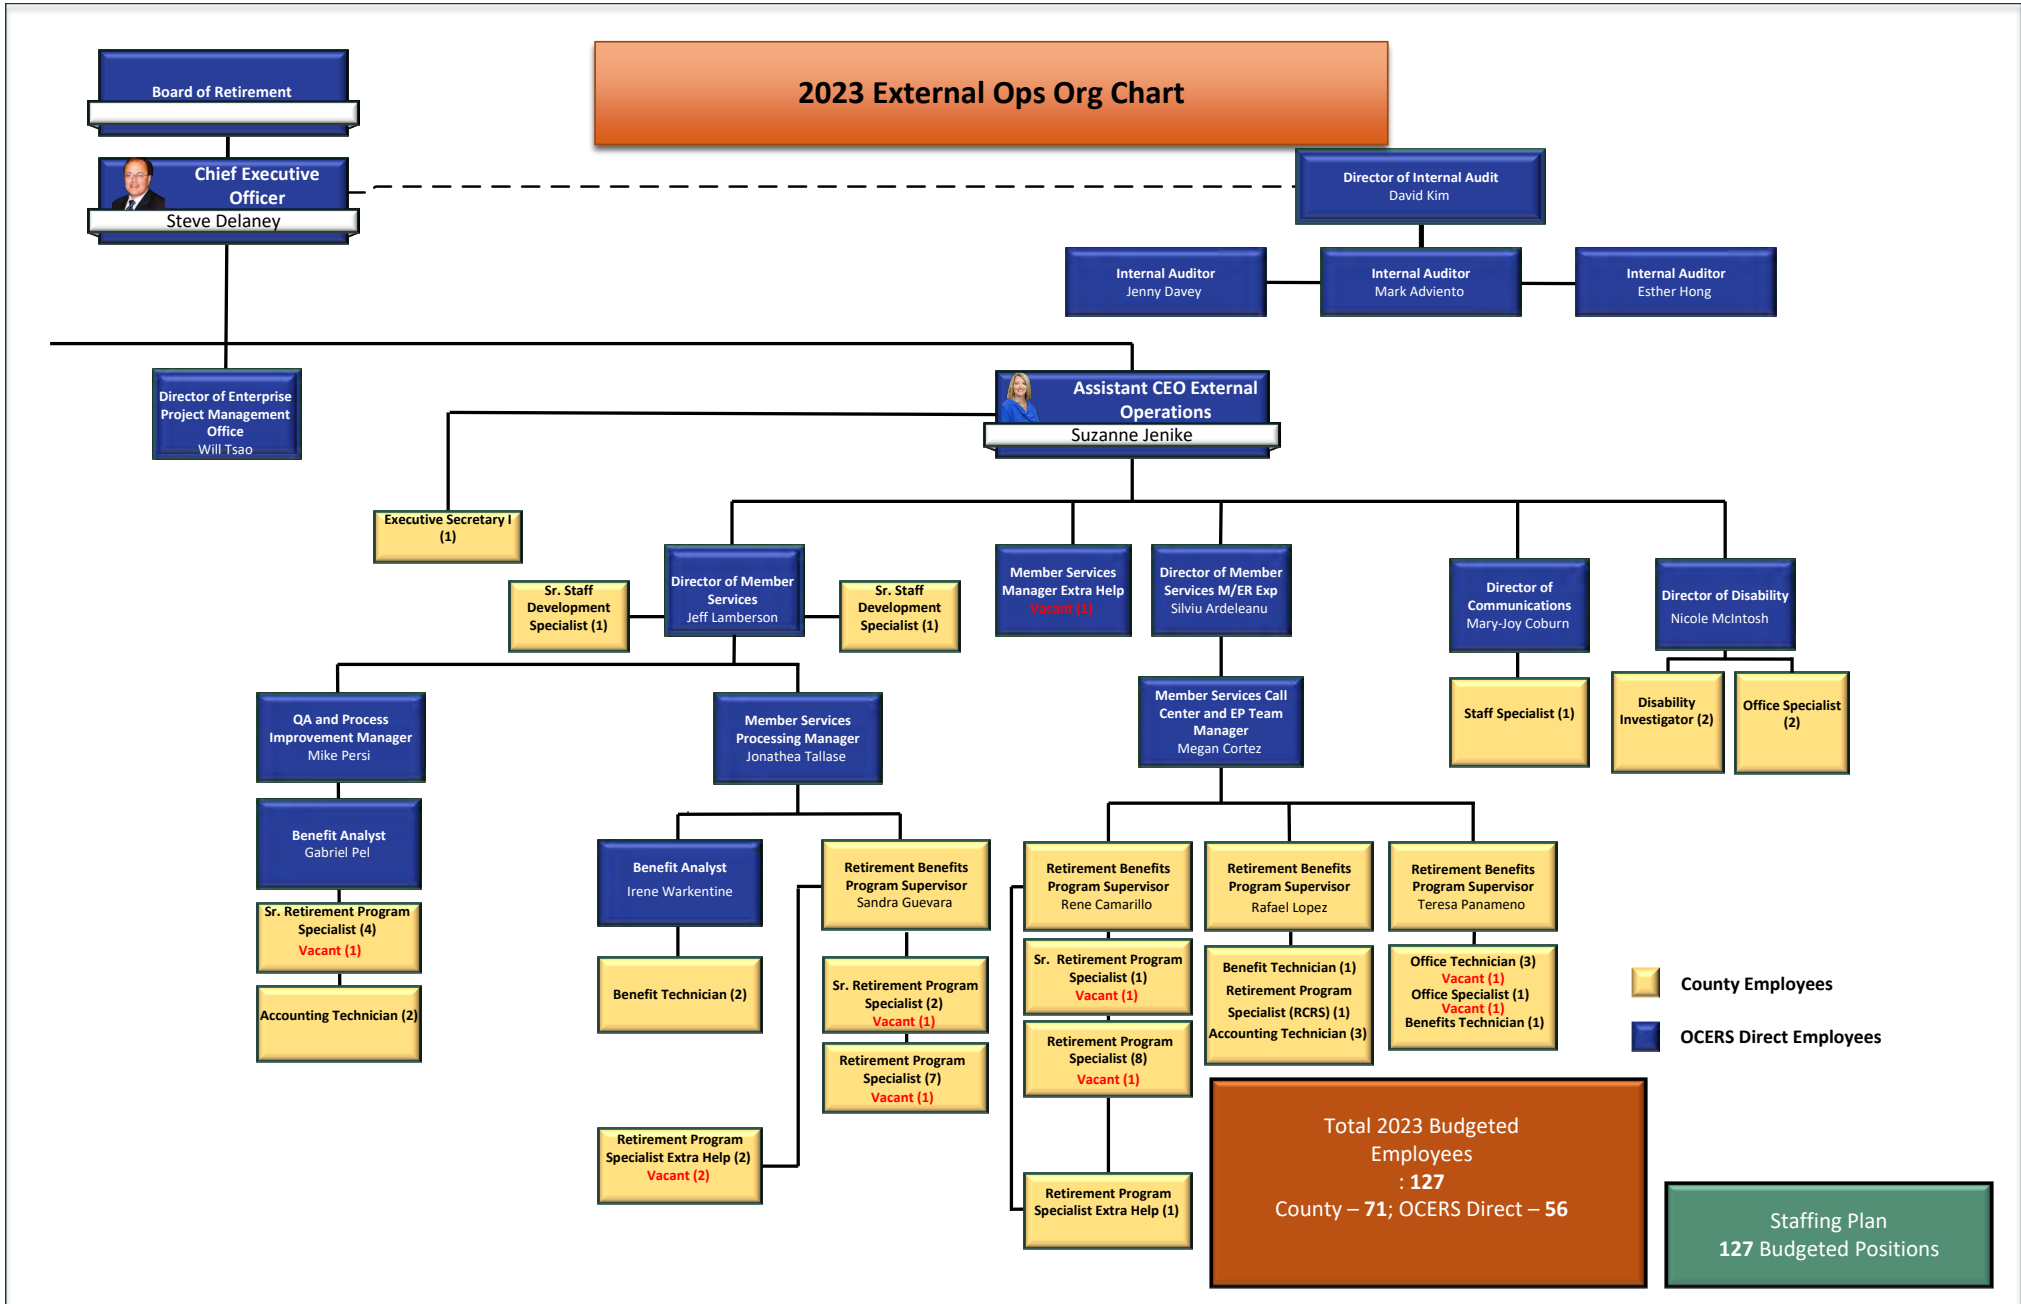 2023 External Ops Org Chart
Board of Retirement
Chief Executive
Officer
Steve Delaney
Director of Internal Audit
David Kim
Internal Auditor
Jenny Davey
Internal Auditor
Mark Adviento
Internal Auditor
Esther Hong
Director of Enterprise
Project Management
Office
Will Tsao
Assistant CEO External
Operations
Suzanne Jenike
Executive Secretary I
(1)
Sr. Staff
Development
Specialist (1)
Director of Member
Services
Jeff Lamberson
Sr. Staff
Development
Specialist (1)
Member Services
Manager Extra Help
Vacant (1)
Director of Member
Services M/ER Exp
Silviu Ardeleanu
Director of
Communications
Mary-Joy Coburn
Director of Disability
Nicole McIntosh
QA and Process
Improvement Manager
Mike Persi
Member Services
Processing Manager
Jonathea Tallase
Member Services Call
Center and EP Team
Manager
Megan Cortez
Staff Specialist (1)
Disability
Investigator (2)
Office Specialist
(2)
Benefit Analyst
Gabriel Pel
Benefit Analyst
Irene Warkentine
Retirement Benefits
Program Supervisor
Sandra Guevara
Retirement Benefits
Program Supervisor
Rene Camarillo
Retirement Benefits
Program Supervisor
Rafael Lopez
Retirement Benefits
Program Supervisor
Teresa Panameno
Sr. Retirement Program
Specialist (4)
Vacant (1)
Accounting Technician (2)
Benefit Technician (2)
Sr. Retirement Program
Specialist (2)
Vacant (1)
Retirement Program
Specialist (7)
Vacant (1)
Retirement Program
Specialist Extra Help (2)
Vacant (2)
Sr. Retirement Program
Specialist (1)
Vacant (1)
Retirement Program
Specialist (8)
Vacant (1)
Retirement Program
Specialist Extra Help (1)
Benefit Technician (1)
Retirement Program
Specialist (RCRS) (1)
Accounting Technician (3)
Office Technician (3)
Vacant (1)
Office Specialist (1)
Vacant (1)
Benefits Technician (1)
County Employees
OCERS Direct Employees
Total 2023 Budgeted
Employees
: 127
County – 71; OCERS Direct – 56
Staffing Plan
127 Budgeted Positions